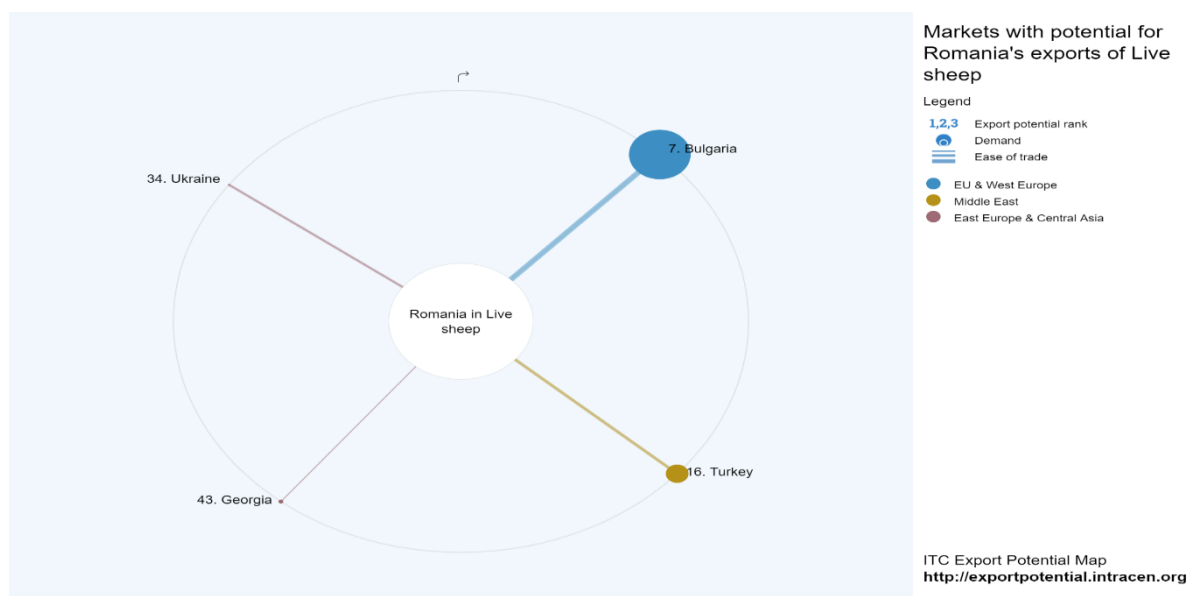 Markets with potential for
Romania's exports of Live
sheep
Legend
1,2,3 Export potential rank
Demand
Ease of trade
EU & West Europe
Middle East
East Europe & Central Asia
7. Bulgaria
34. Ukraine
Romania in Live
sheep
16. Turkey
43. Georgia
ITC Export Potential Map
http://exportpotential.intracen.org